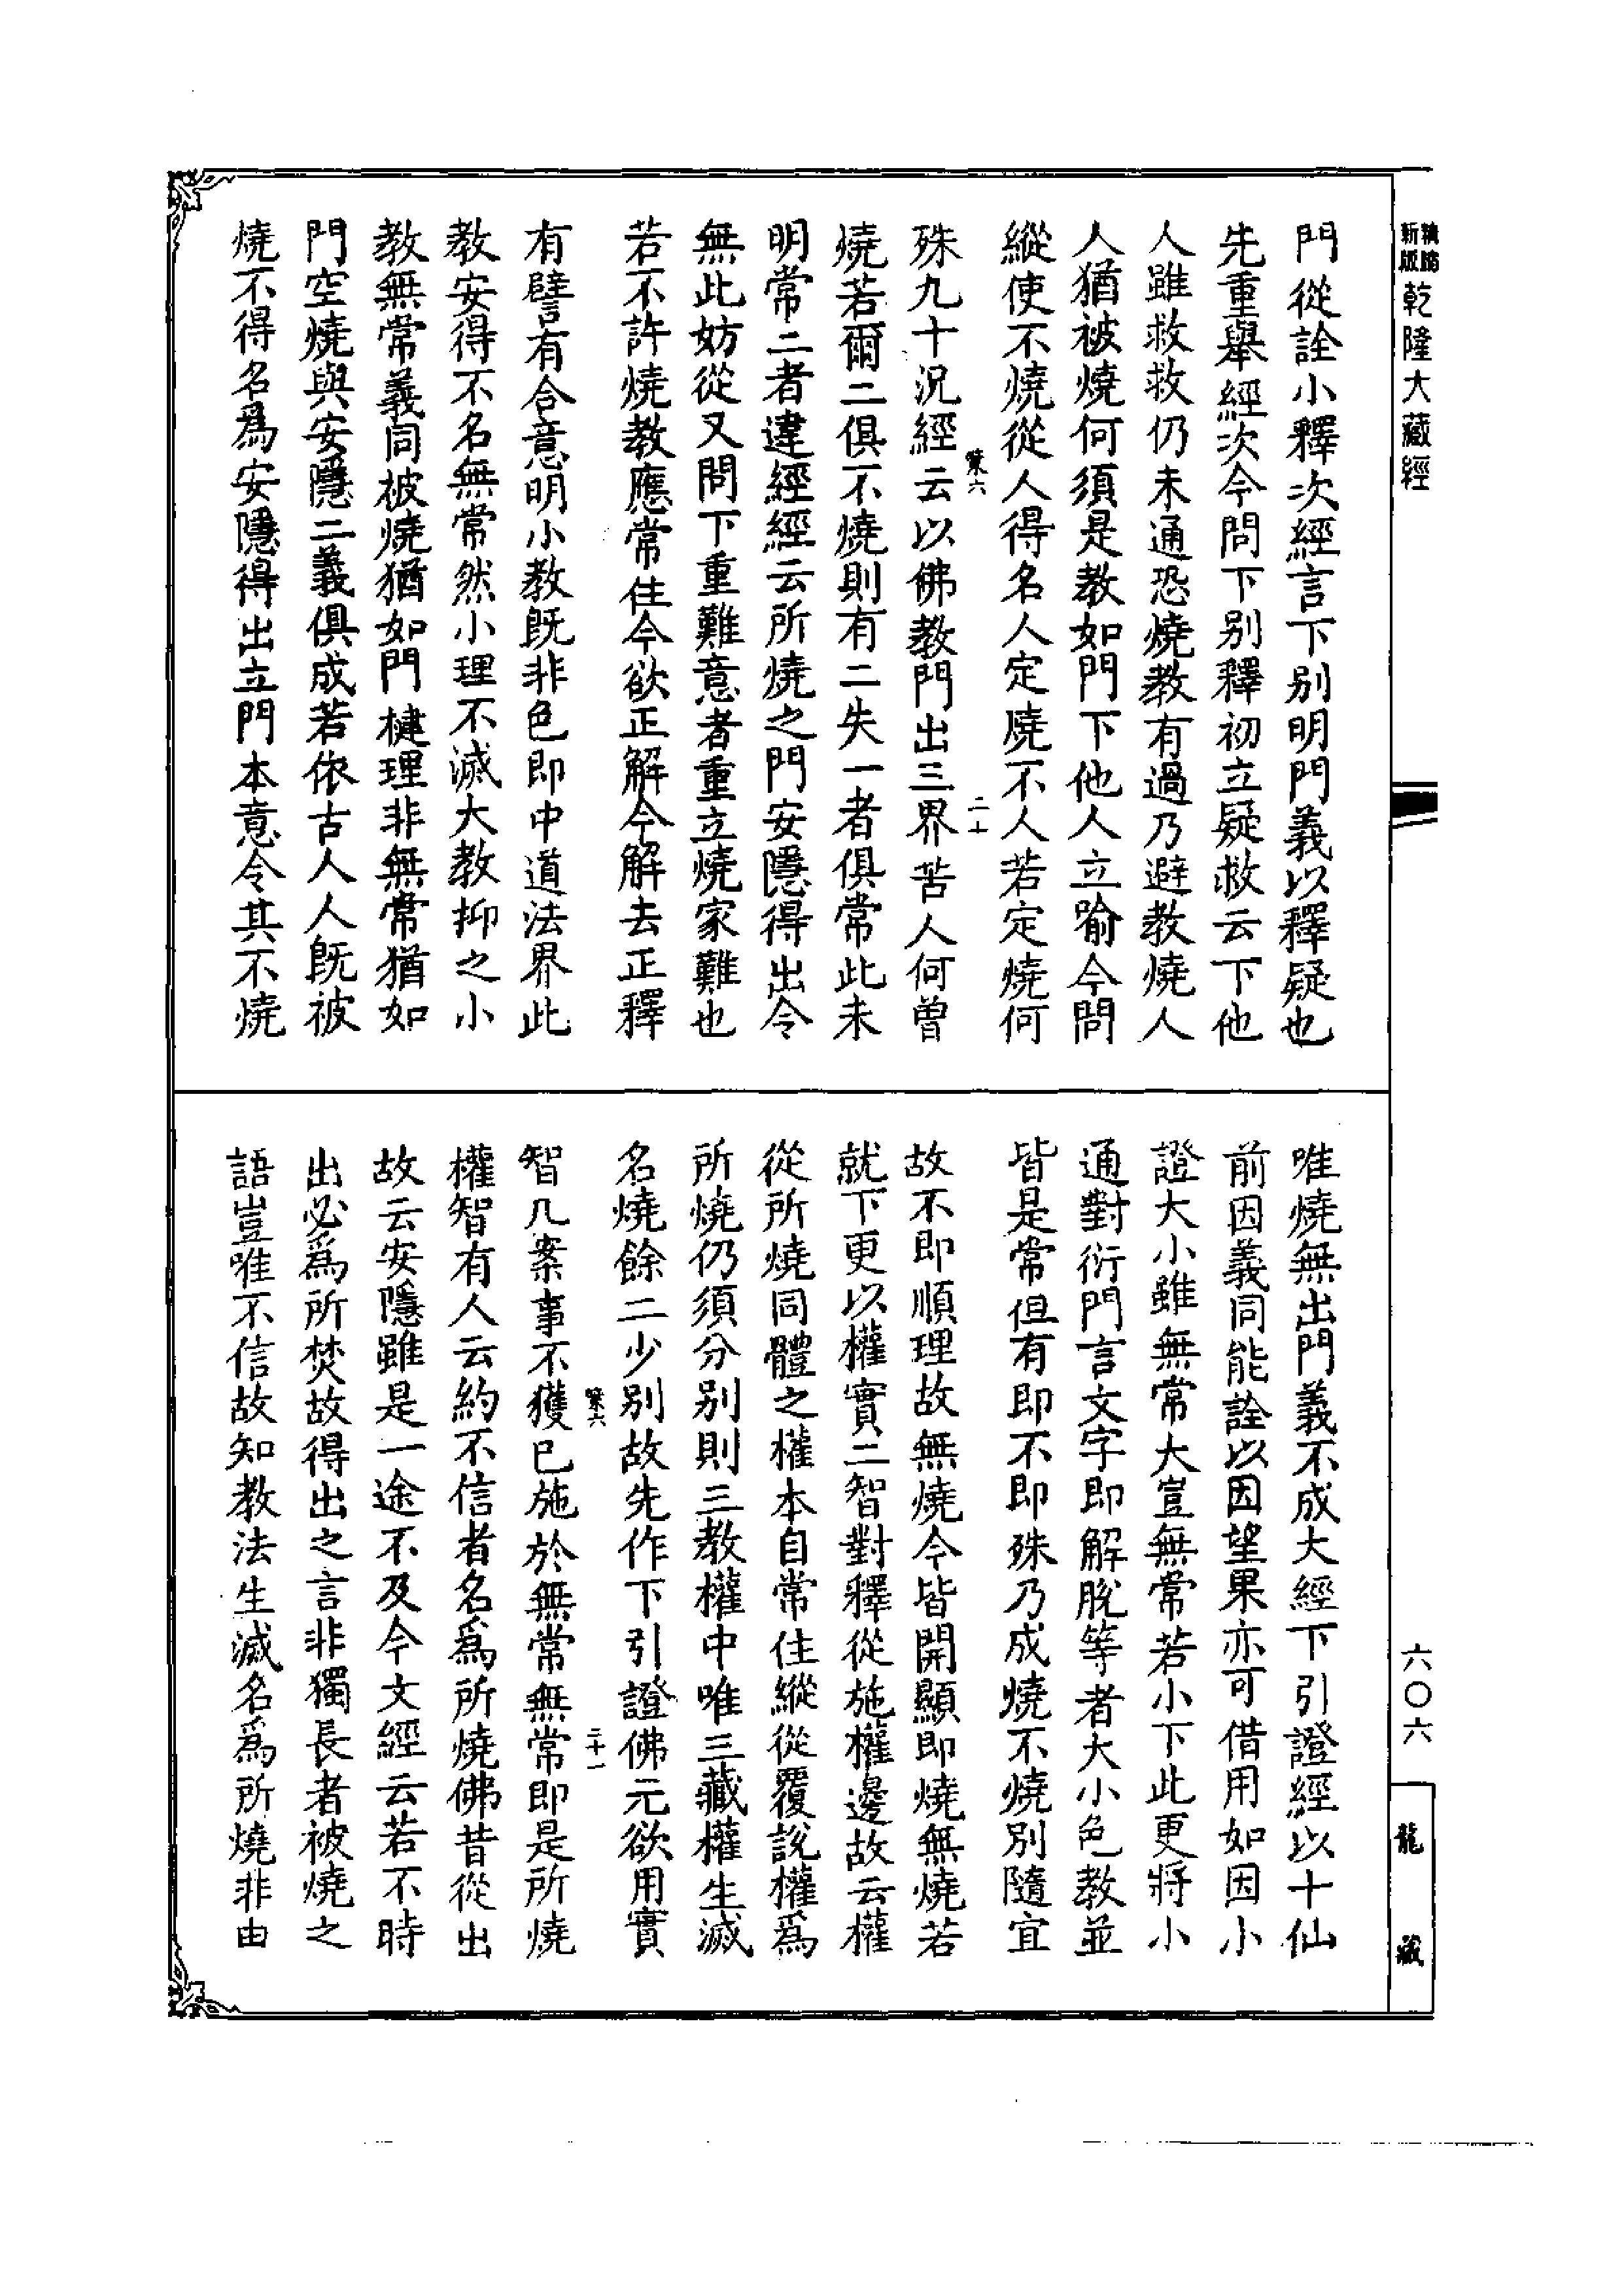 新版
乾隆大藏經
門從詮小釋次經言下別明門義以釋疑也
先重舉經次今問下別釋初立疑救云下他
人雖救救仍未通恐燒教有過乃避教燒人
人猶被燒何須是教如門下他人立喻今問
縱使不燒從人得名人定燒不人若定燒何
殊九十況經云以佛教門出三界苦人何曾
燒若爾二俱不燒則有二失一者俱常此未
明常二者違經經云所燒之門安隱得出今
無此妨從又問下重難意者重立燒家難也
若不許燒教應常住今欲正解今解去正釋
有譬有合意明小教既非色即中道法界此
教安得不名無常然小理不滅大教抑之小
教無常義同被燒猶如門楗理非無常猶如
門空燒與安隱二義俱成若依古人人既被
燒不得名爲安隱得出立門本意令其不燒
二十
唯燒無出門義不成大經下引證經以十仙
前因義同能詮以因望果亦可借用如因小
證大小雖無常大豈無常若小下此更將小
通對衍門言文字即解脫等者大小色教並
皆是常但有即不即殊乃成燒不燒別隨宜
故不即順理故無燒今皆開顯即燒無燒若
就下更以權實二智對釋從施權邊故云權
從所燒同體之權本自常住縱從覆說權爲
所燒仍須分別則三教權中唯三藏權生滅
名燒餘二少別故先作下引證佛元欲用實
智几案事不獲已施於無常無常即是所燒
權智有人云約不信者名爲所燒佛昔從出
故云安隱雖是一途不及今文經云若不時
出必爲所焚故得出之言非獨長者被燒之
語豈唯不信故知教法生滅名爲所燒非由
二十一
六〇六
龍藏